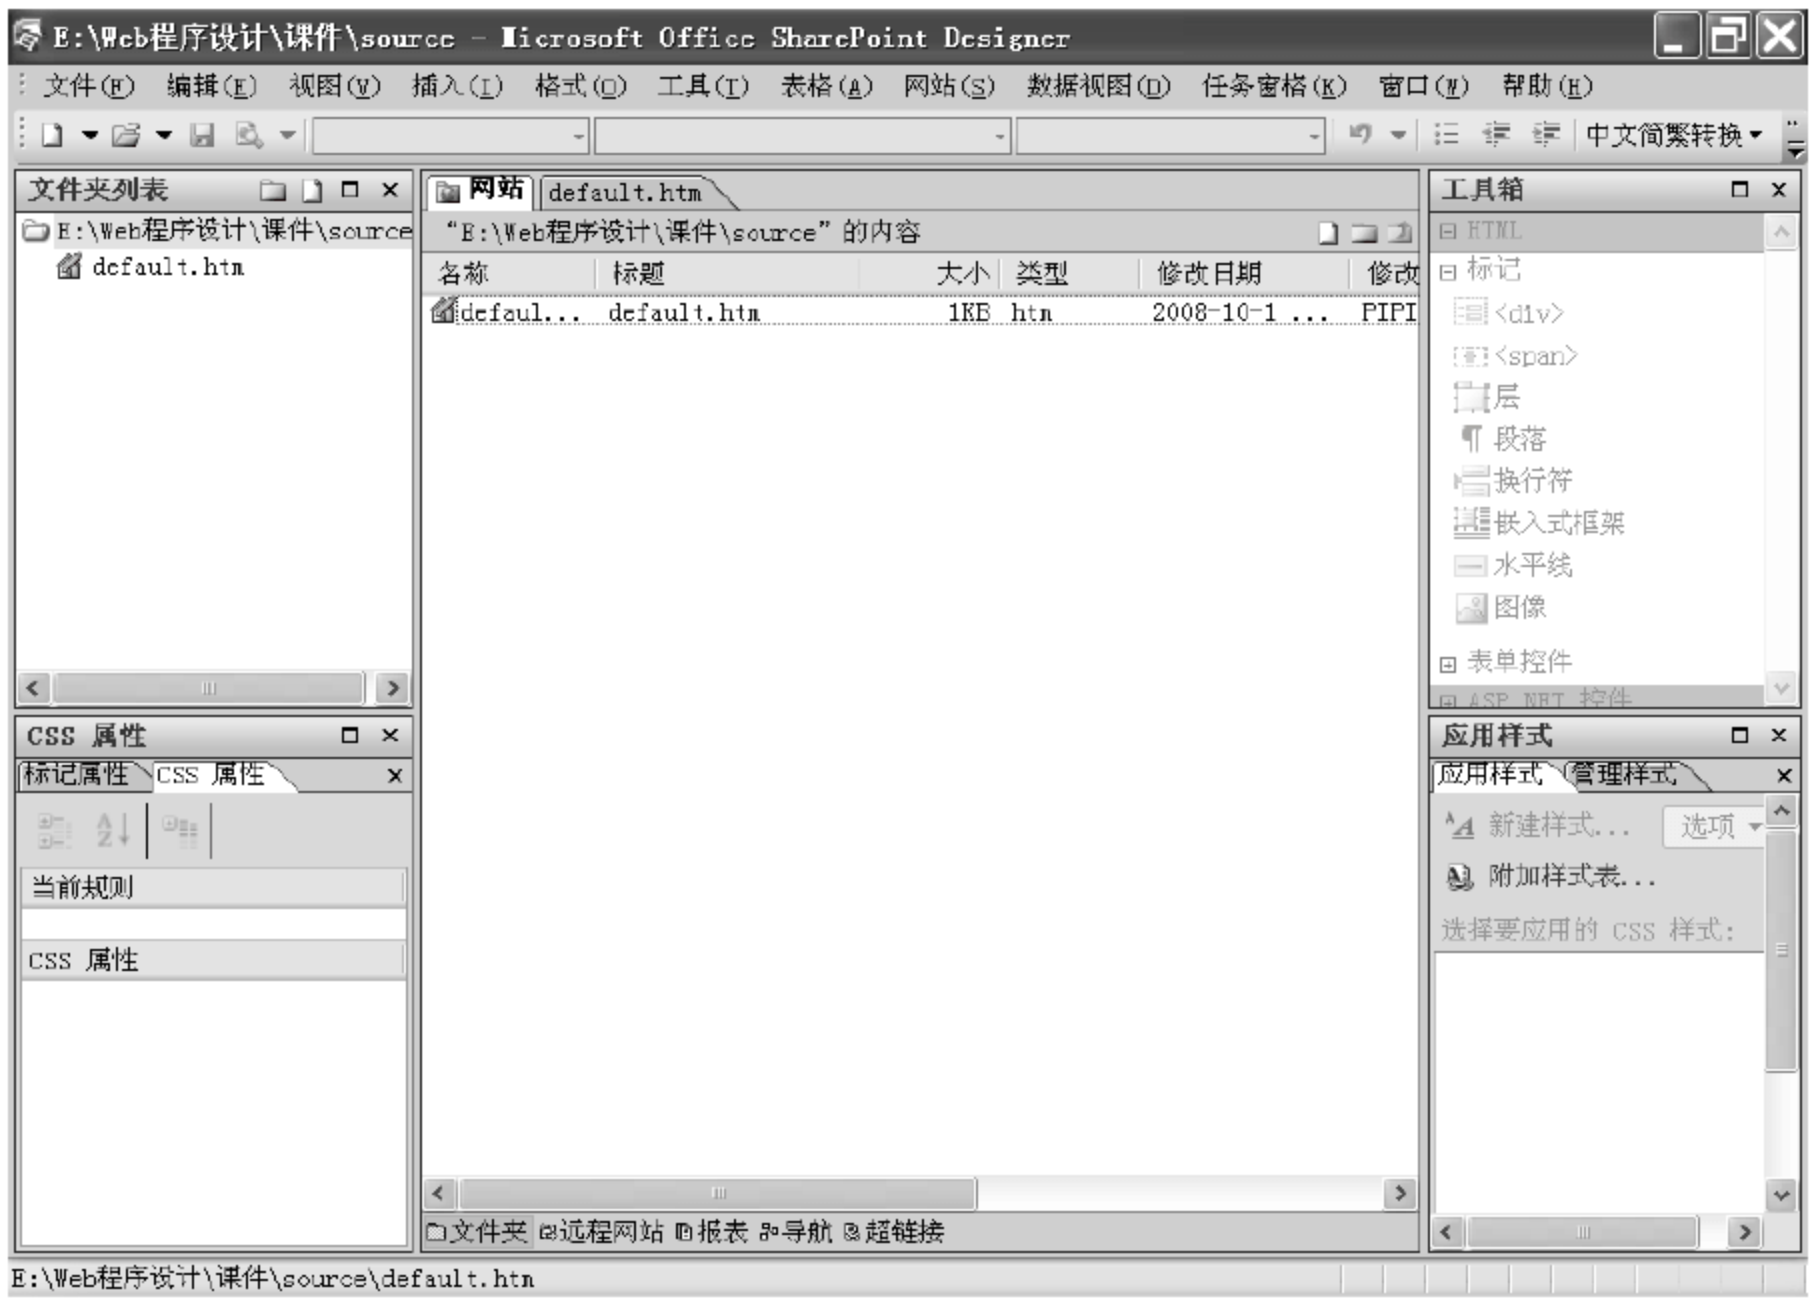 E:\Web程序设计\课件\source - Microsoft Office SharePoint Designer
文件(F) 编辑(E) 视图(V) 插入(I) 格式(O) 工具(T) 表格(A) 网站(S) 数据视图(D) 任务窗格(K) 窗口(W) 帮助(H)
中文简繁转换
文件夹列表
E:\Web程序设计\课件\source
default.htm
CSS 属性
标记属性 CSS 属性
当前规则
CSS 属性
网站 default.htm
“E:\Web程序设计\课件\source”的内容
名称 标题 大小 类型 修改日期 修改
defaul... default.htm 1KB htm 2008-10-1 ... PIPI
文件夹 远程网站 报表 导航 超链接
工具箱
HTML
标记
<div>
<span>
层
段落
换行符
嵌入式框架
水平线
图像
表单控件
ASP.NET 控件
应用样式
应用样式 管理样式
新建样式... 选项
附加样式表...
选择要应用的 CSS 样式:
E:\Web程序设计\课件\source\default.htm